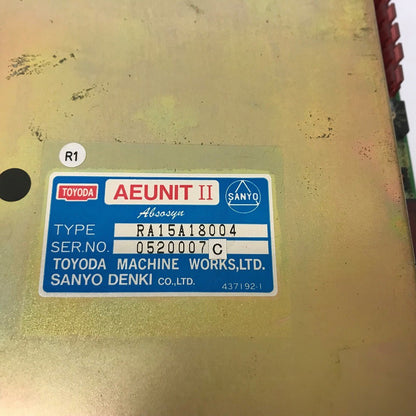 R1
TOYODA AEUNIT II SANYO
Absosyn
TYPE RA15A18004
SER.NO. 0520007 C
TOYODA MACHINE WORKS,LTD.
SANYO DENKI CO.,LTD. 437192-1